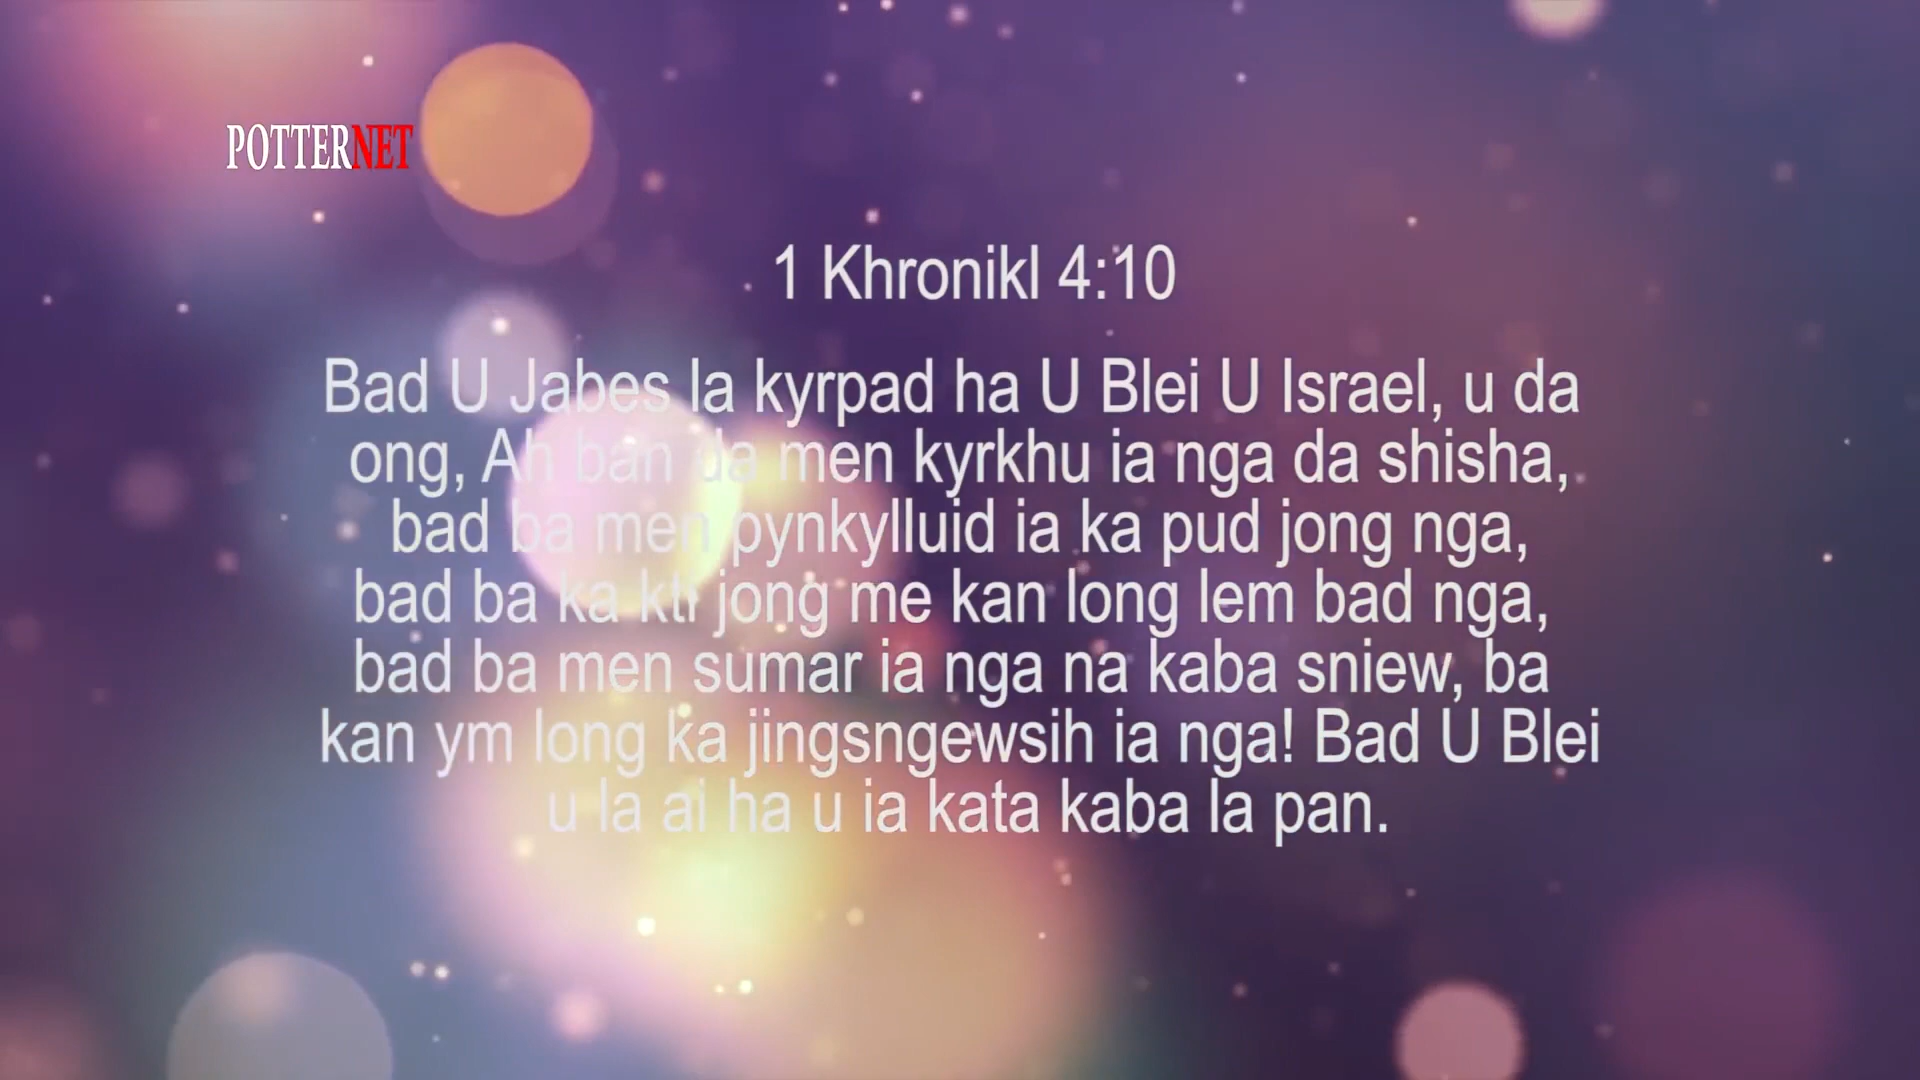 POTTERNET
1 Khronikl 4:10
Bad U Jabes la kyrpad ha U Blei U Israel, u da
ong, Ah ban da men kyrkhu ia nga da shisha,
bad ba men pynkylluid ia ka pud jong nga,
bad ba ka kti jong me kan long lem bad nga,
bad ba men sumar ia nga na kaba sniew, ba
kan ym long ka jingsngewsih ia nga! Bad U Blei
u la ai ha u ia kata kaba la pan.